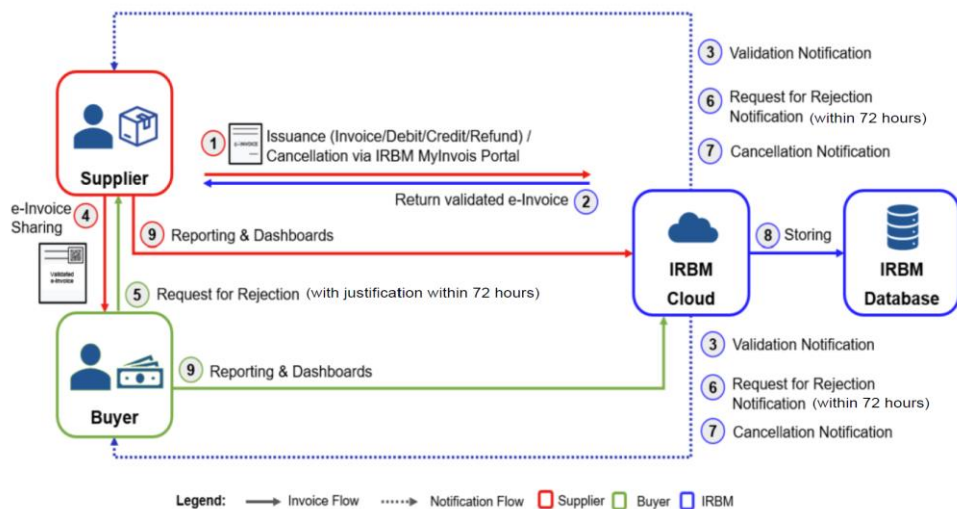 3 Validation Notification
6 Request for Rejection
Notification (within 72 hours)
7 Cancellation Notification
Supplier
1 e-INVOICE Issuance (Invoice/Debit/Credit/Refund) /
Cancellation via IRBM MyInvois Portal
Return validated e-Invoice 2
e-Invoice 4
Sharing
Validated
e-Invoice
9 Reporting & Dashboards
IRBM
Cloud
8 Storing
IRBM
Database
5 Request for Rejection (with justification within 72 hours)
Buyer
9 Reporting & Dashboards
3 Validation Notification
6 Request for Rejection
Notification (within 72 hours)
7 Cancellation Notification
Legend: Invoice Flow Notification Flow Supplier Buyer IRBM